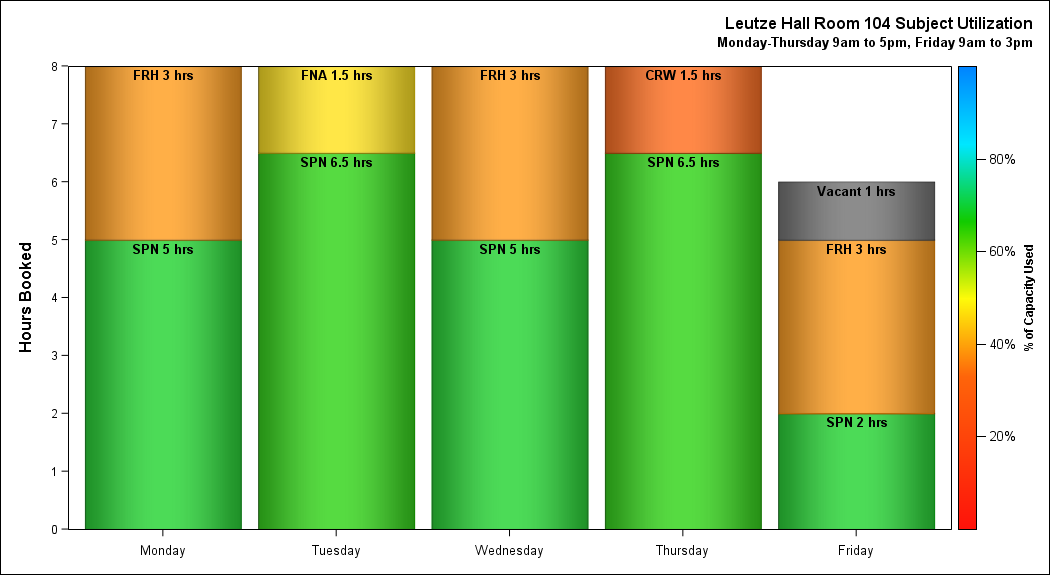 Leutze Hall Room 104 Subject Utilization
Monday-Thursday 9am to 5pm, Friday 9am to 3pm
Hours Booked
8
7
6
5
4
3
2
1
0
FRH 3 hrs
SPN 5 hrs
FNA 1.5 hrs
SPN 6.5 hrs
FRH 3 hrs
SPN 5 hrs
CRW 1.5 hrs
SPN 6.5 hrs
Vacant 1 hrs
FRH 3 hrs
SPN 2 hrs
Monday
Tuesday
Wednesday
Thursday
Friday
80%
60%
40%
20%
% of Capacity Used